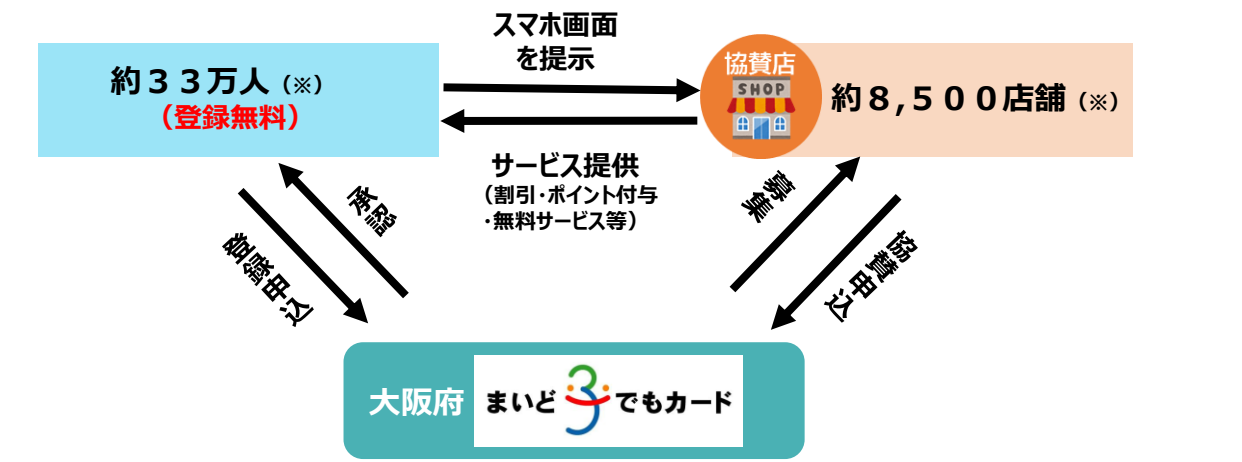 スマホ画面
を提示
約３３万人（※）
（登録無料）
協賛店
SHOP
約８,５００店舗（※）
サービス提供
（割引・ポイント付与
・無料サービス等）
承認
登録申込
募集
協賛申込
大阪府
まいど子でもカード